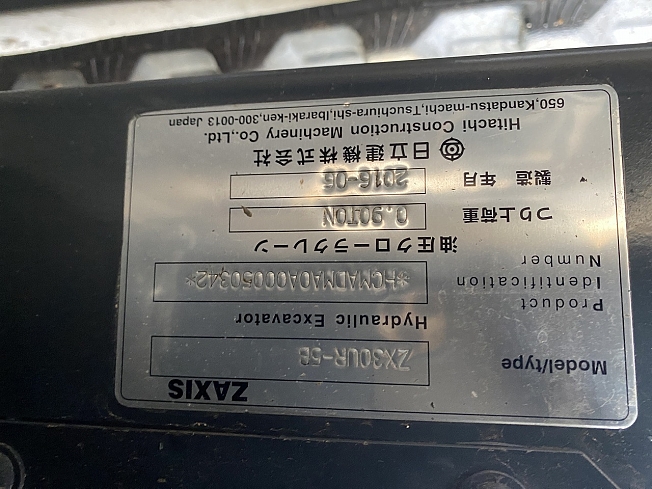 ZAXIS
Model/type ZX30UR-5B
Hydraulic Excavator
Product Identification Number *HCMADMA0A00050342*
油圧クローラクレーン
つり上荷重 0.90TON
製造 年月 2016-05
日立建機株式会社
Hitachi Construction Machinery Co.,Ltd.
650,Kandatsu-machi,Tsuchiura-shi,Ibaraki-ken,300-0013 Japan